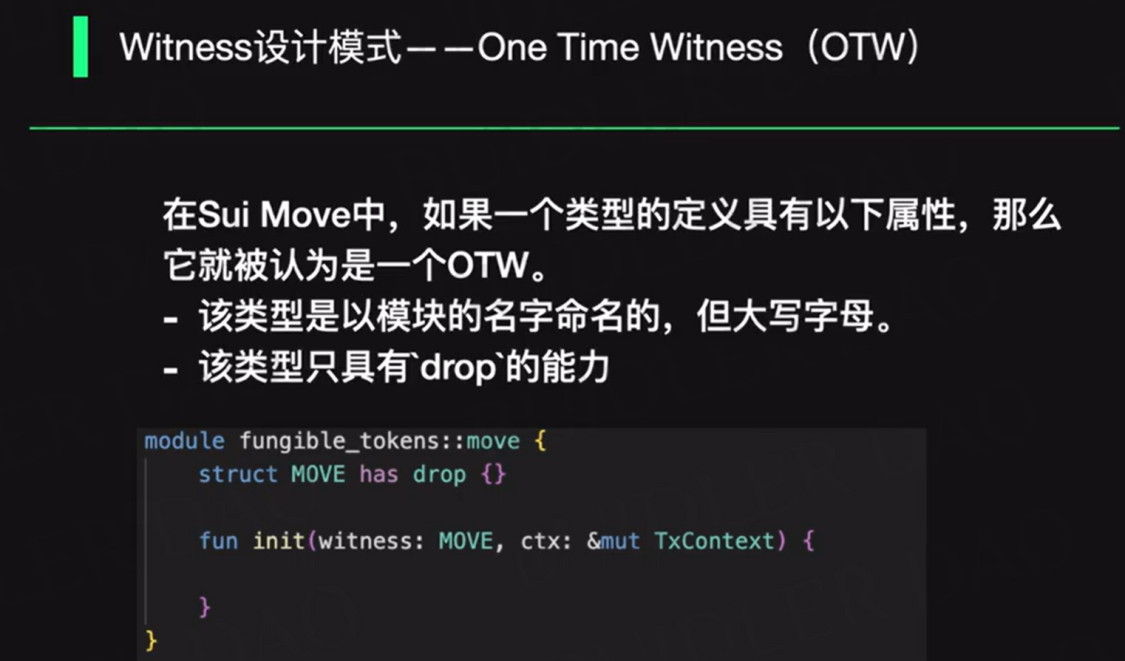 Witness设计模式——One Time Witness（OTW）
在Sui Move中，如果一个类型的定义具有以下属性，那么
它就被认为是一个OTW。
- 该类型是以模块的名字命名的，但大写字母。
- 该类型只具有`drop`的能力
module fungible_tokens::move {
struct MOVE has drop {}
fun init(witness: MOVE, ctx: &mut TxContext) {
}
}